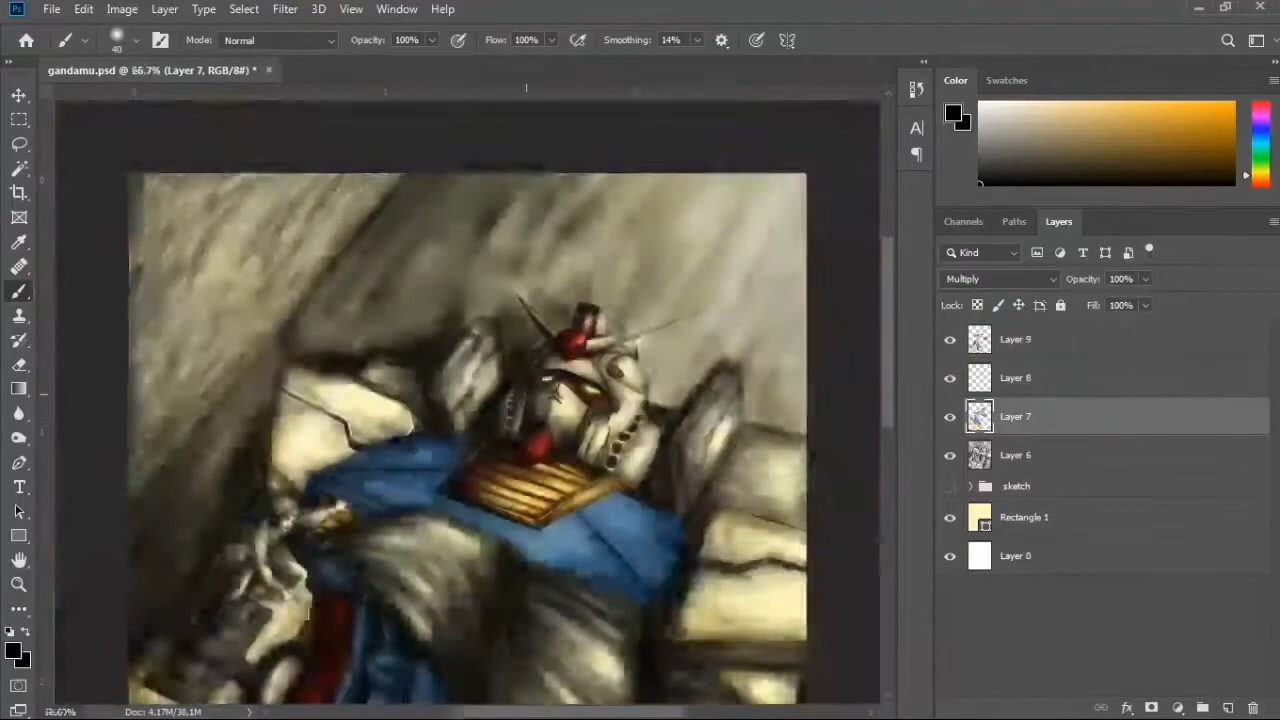 Ps File Edit Image Layer Type Select Filter 3D View Window Help
40 Mode: Normal Opacity: 100% Flow: 100% Smoothing: 14%
gandamu.psd @ 66.7% (Layer 7, RGB/8#) *
Color Swatches
Channels Paths Layers
Kind
Multiply Opacity: 100%
Lock: Fill: 100%
Layer 9
Layer 8
Layer 7
Layer 6
sketch
Rectangle 1
Layer 0
Doc: 4.17M/38.1M